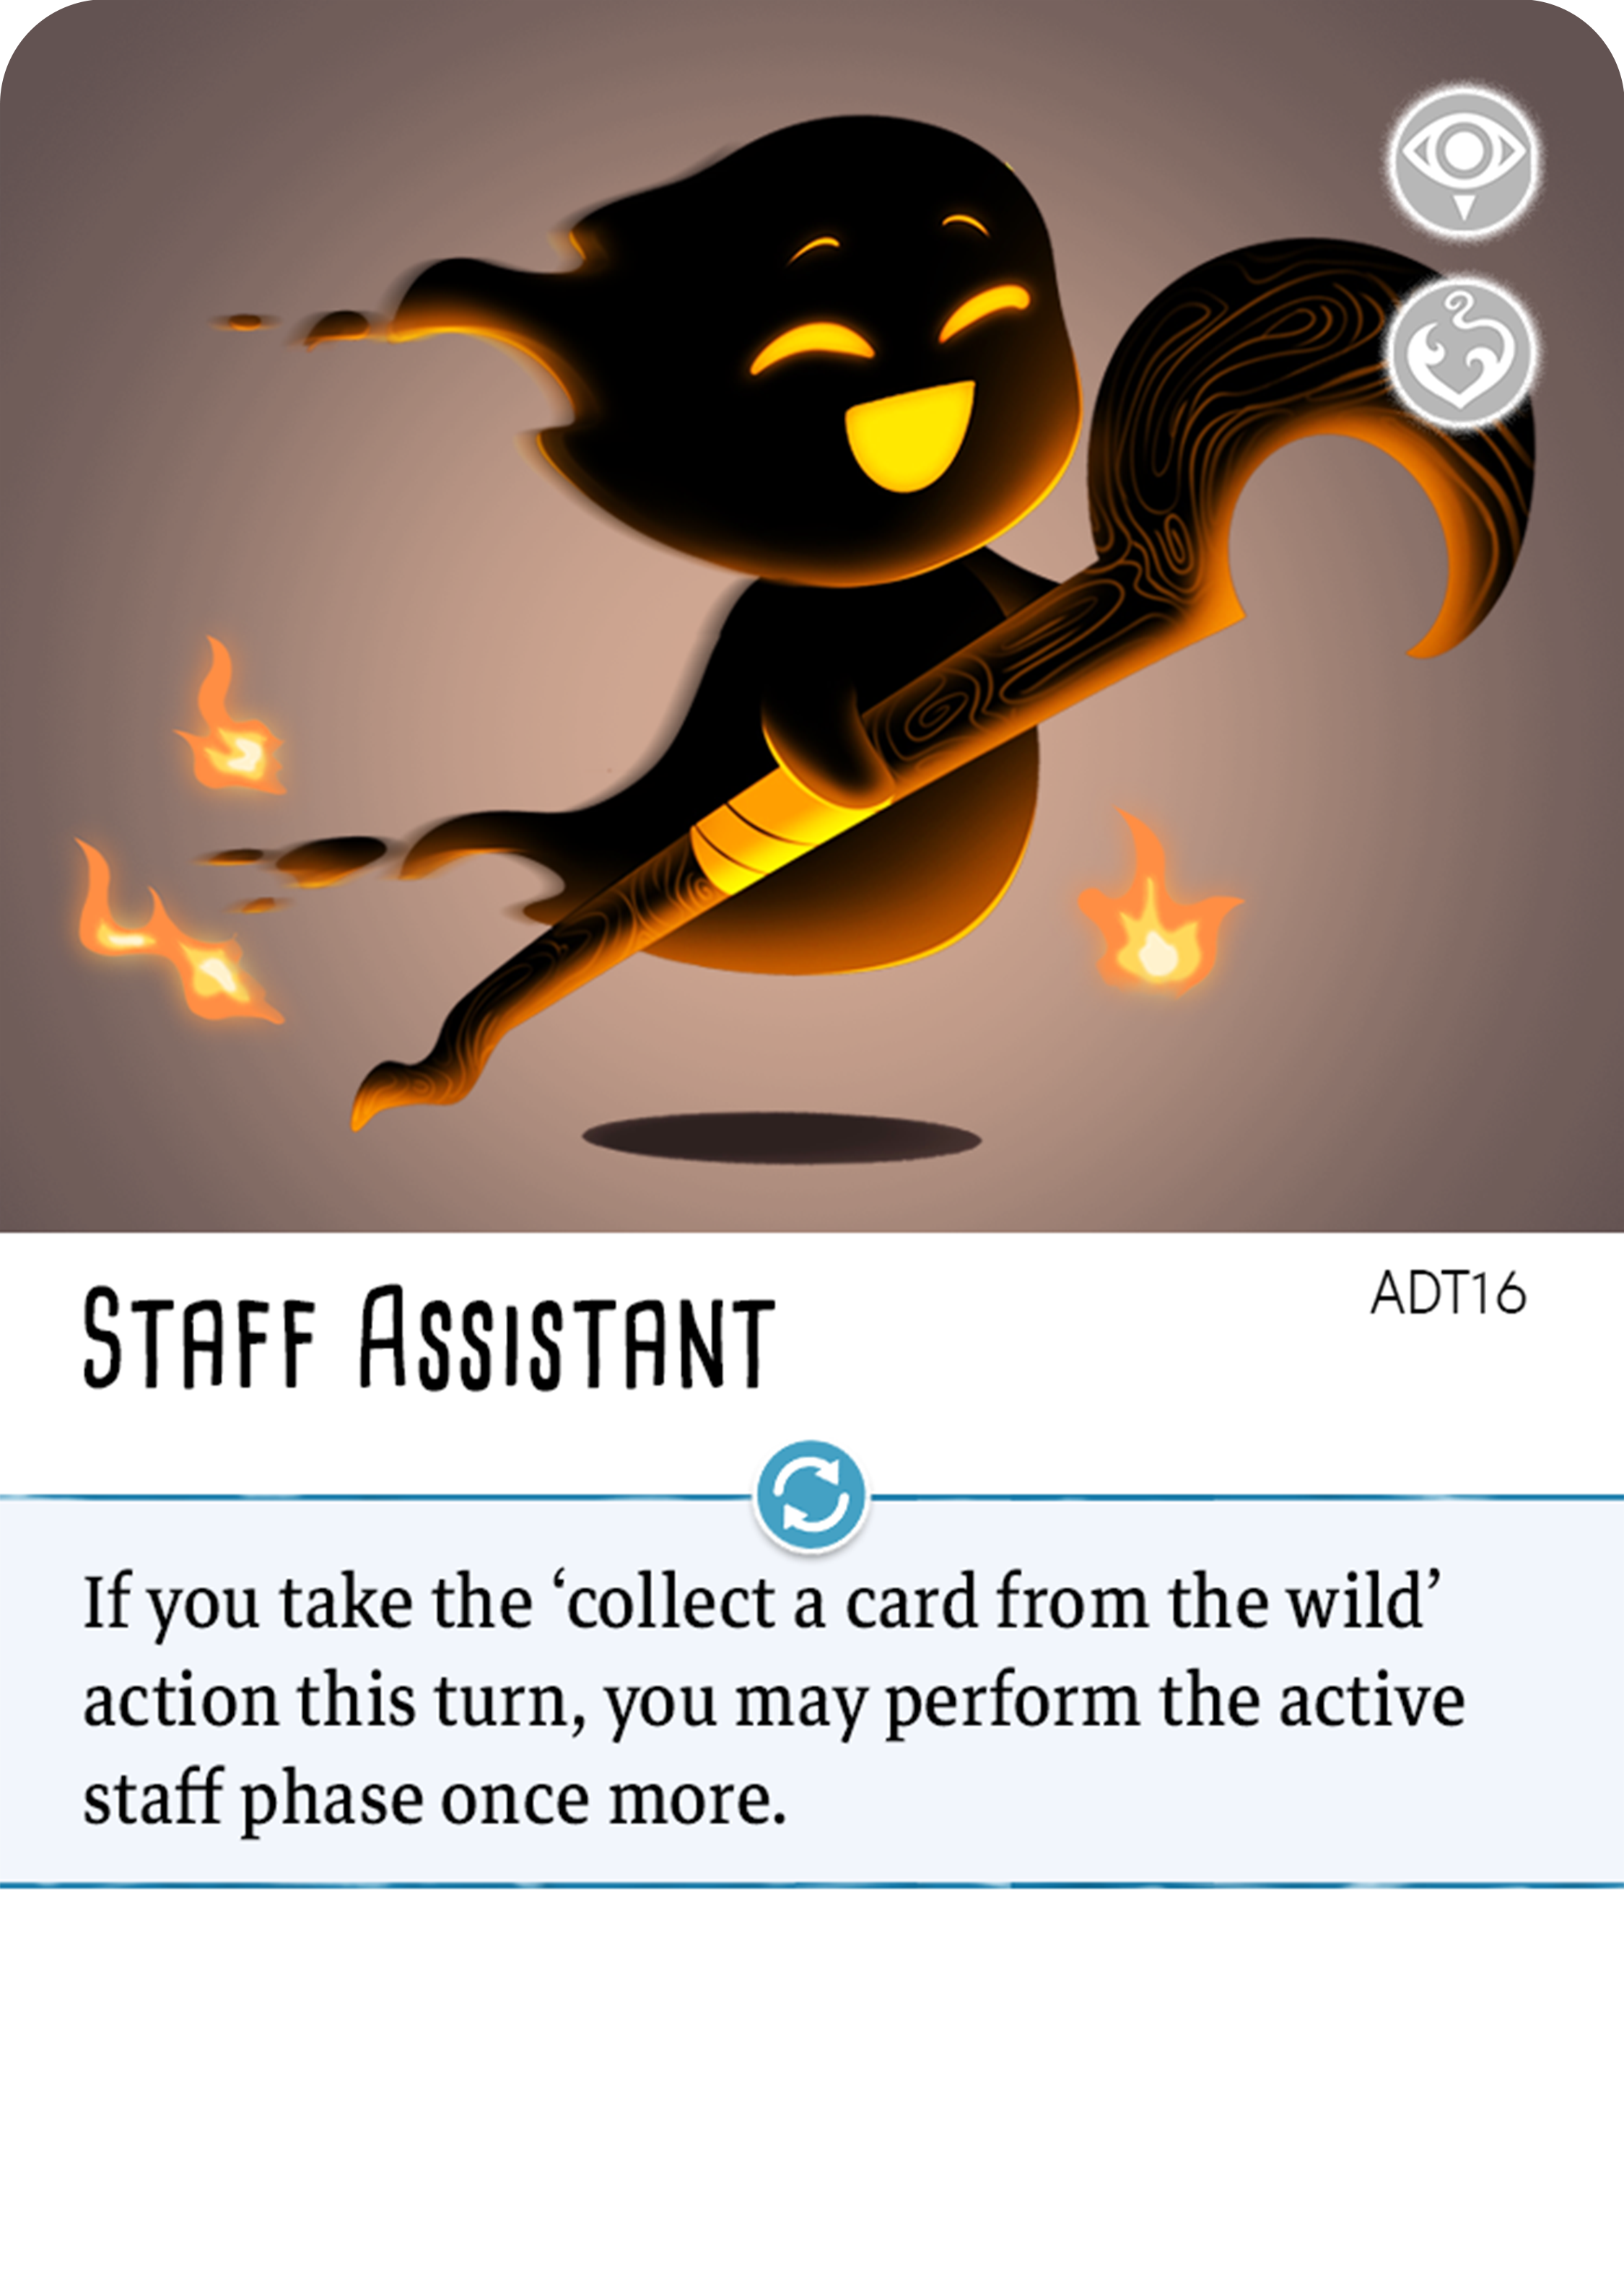 Staff Assistant
ADT16
If you take the ‘collect a card from the wild’
action this turn, you may perform the active
staff phase once more.